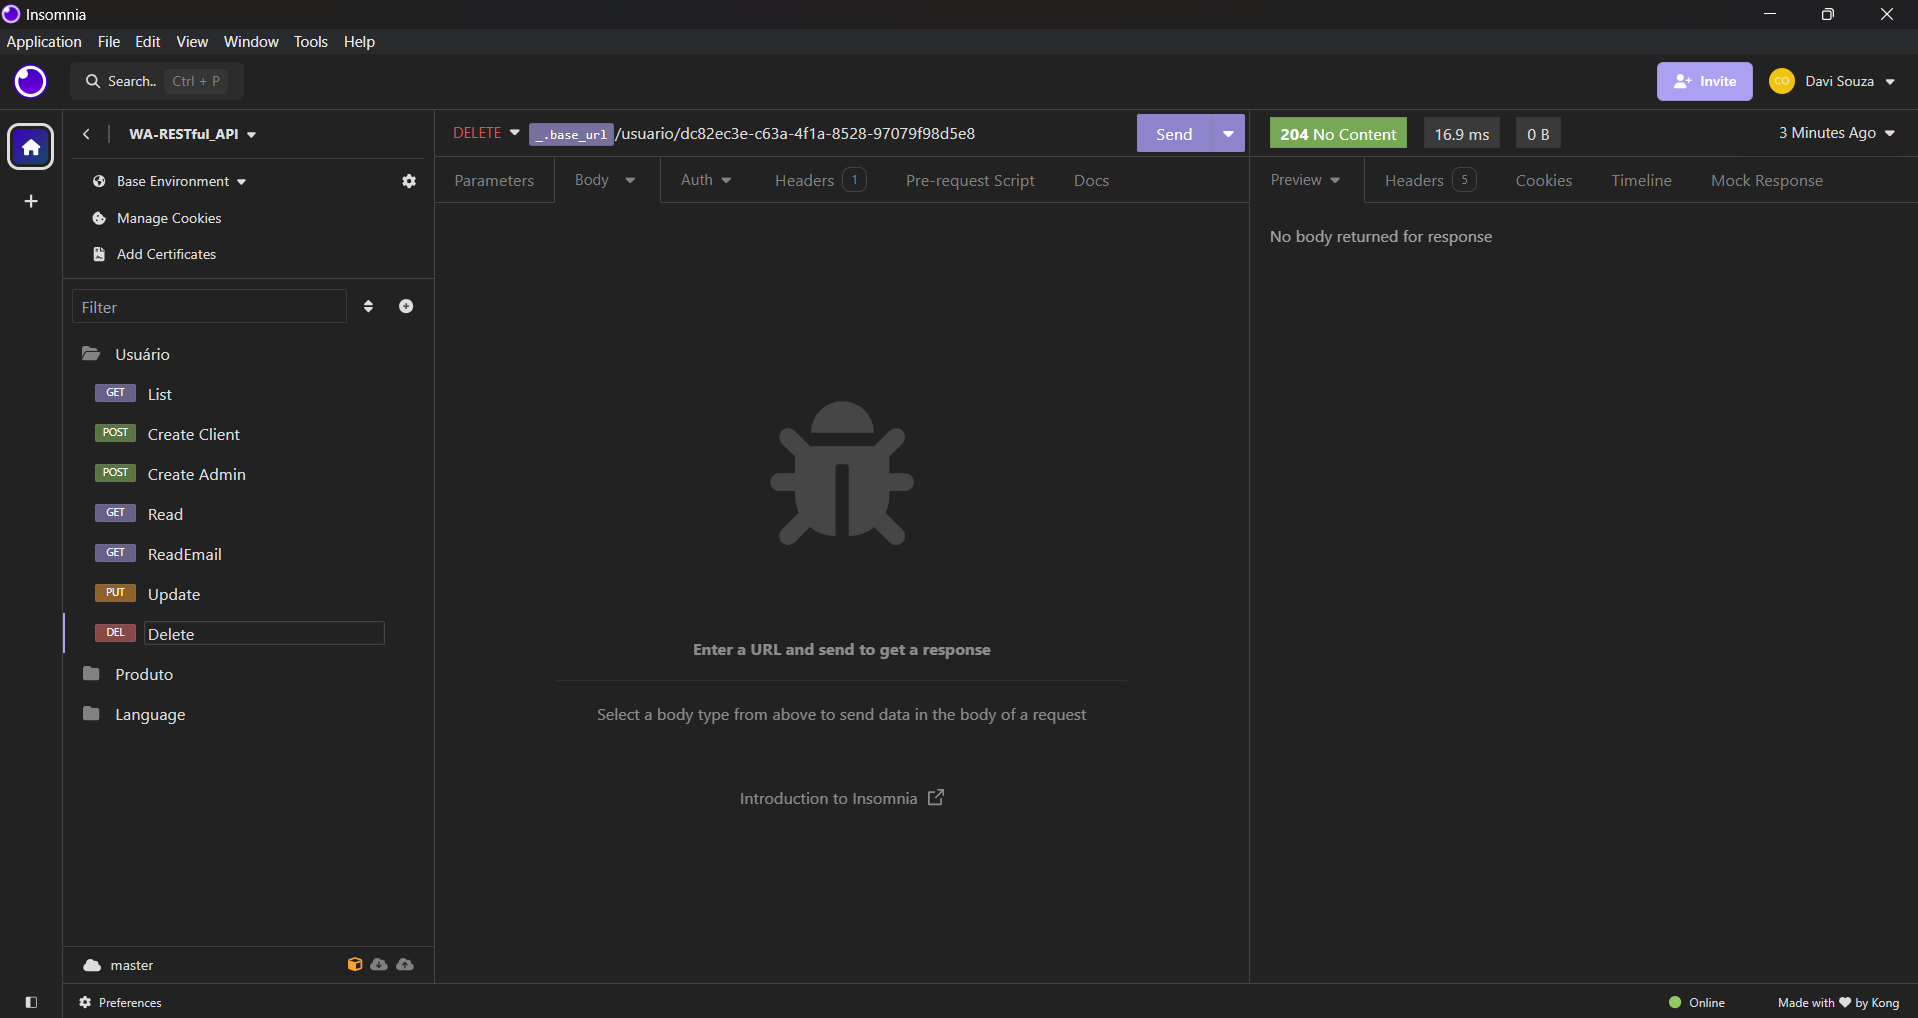 Insomnia
Application File Edit View Window Tools Help
Search.. Ctrl + P
Invite
CO
Davi Souza
WA-RESTful_API
Base Environment
Manage Cookies
Add Certificates
Filter
Usuário
GET List
POST Create Client
POST Create Admin
GET Read
GET ReadEmail
PUT Update
DEL Delete
Produto
Language
master
DELETE _.base_url /usuario/dc82ec3e-c63a-4f1a-8528-97079f98d5e8 Send
Parameters Body Auth Headers 1 Pre-request Script Docs
Enter a URL and send to get a response
Select a body type from above to send data in the body of a request
Introduction to Insomnia
204 No Content 16.9 ms 0 B 3 Minutes Ago
Preview Headers 5 Cookies Timeline Mock Response
No body returned for response
Preferences
Online
Made with ❤ by Kong